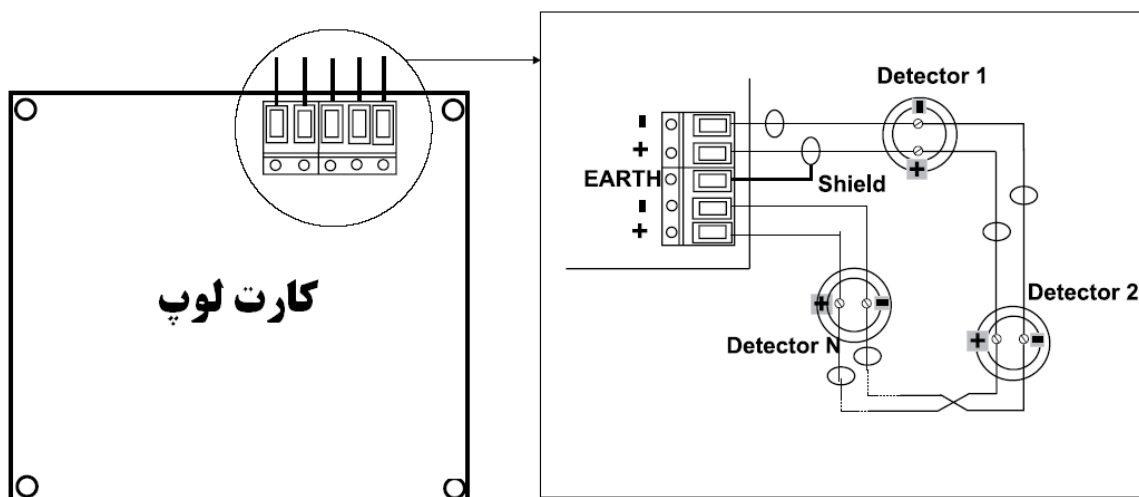 کارت لوپ
Detector 1
-
+
EARTH
-
+
Shield
-
+
Detector 2
+ -
Detector N
+ -